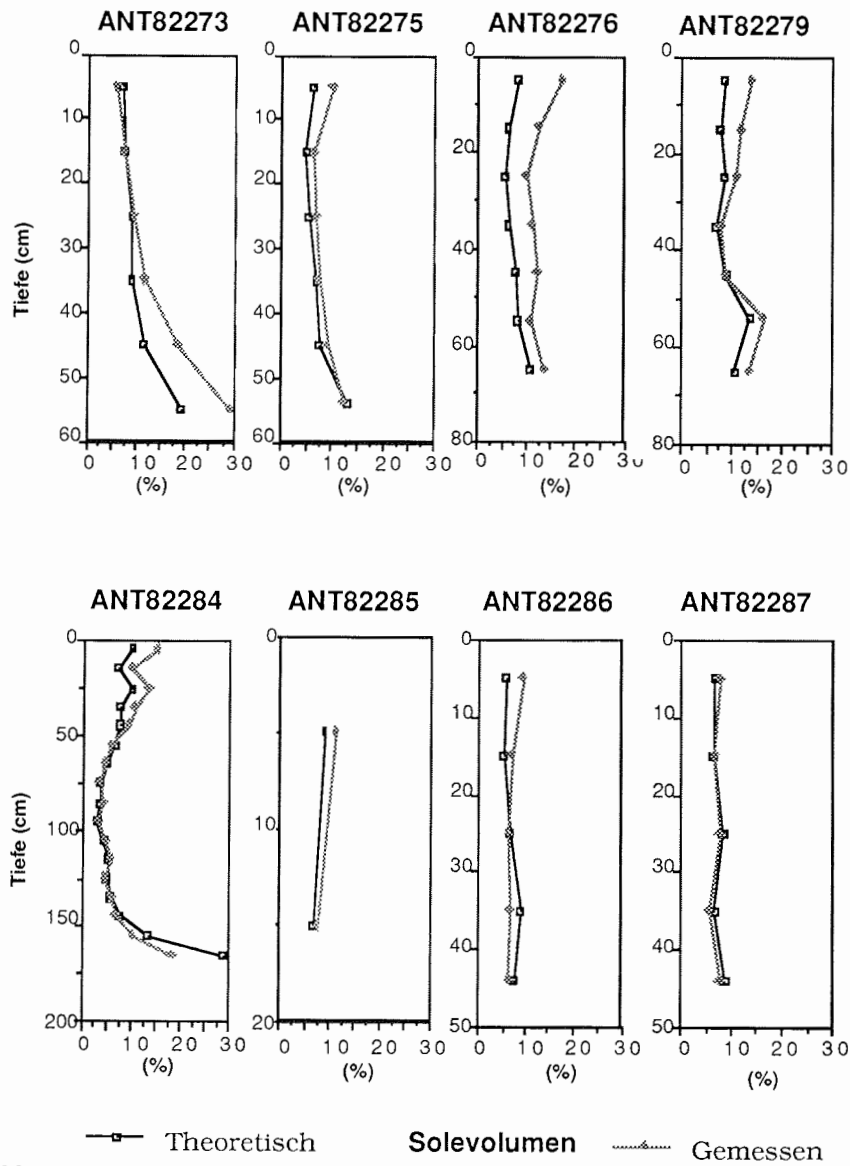 ANT82273 ANT82275 ANT82276 ANT82279
0 0 0 0
10 10
20 20 20 20
30 30 40 40
40 40
50 50 60 60
60 60 80 80
0 10 20 30 0 10 20 30 0 10 20 30 0 10 20 30
(%) (%) (%) (%)
Tiefe (cm)
ANT82284 ANT82285 ANT82286 ANT82287
0 0 0 0
50 10 10
20 20
100 10
30 30
150 40 40
200 20 50 50
0 10 20 30 0 10 20 30 0 10 20 30 0 10 20 30
(%) (%) (%) (%)
Tiefe (cm)
Theoretisch Solevolumen Gemessen